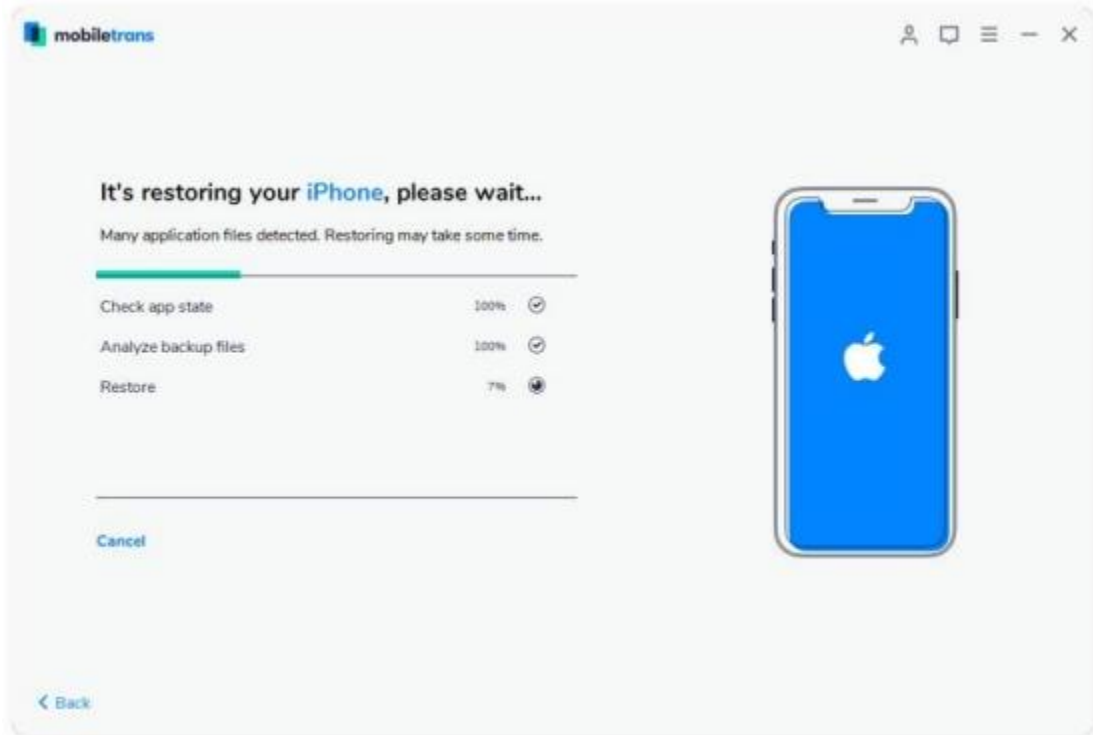 mobiletrans
It's restoring your iPhone, please wait...
Many application files detected. Restoring may take some time.
Check app state 100%
Analyze backup files 100%
Restore 7%
Cancel
Back